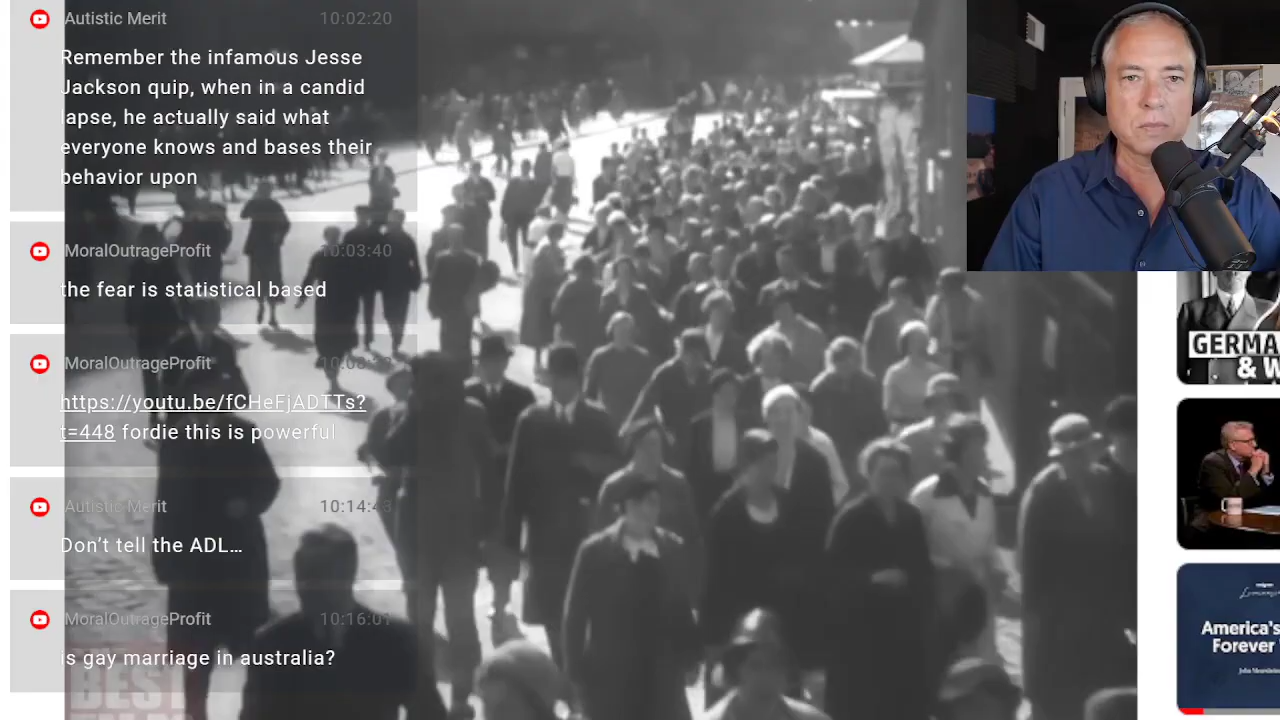 Autistic Merit 10:02:20
Remember the infamous Jesse
Jackson quip, when in a candid
lapse, he actually said what
everyone knows and bases their
behavior upon
MoralOutrageProfit 10:03:40
the fear is statistical based
MoralOutrageProfit
https://youtu.be/fCHeFjADTTs?
t=448 fordie this is powerful
Autistic Merit 10:14:43
Don’t tell the ADL…
MoralOutrageProfit 10:16:01
is gay marriage in australia?
BEST
GERMA
& W
America's
Forever